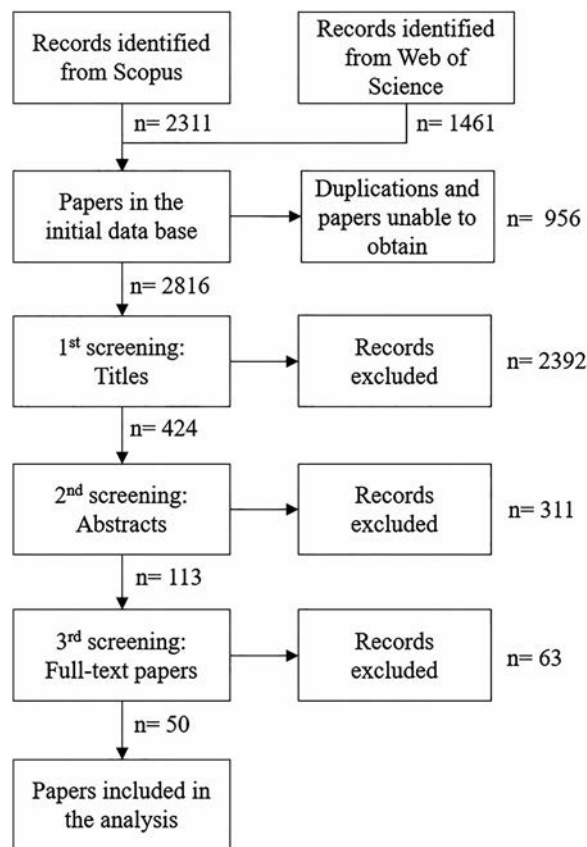 Records identified
from Scopus
Records identified
from Web of
Science
n= 2311
n= 1461
Papers in the
initial data base
Duplications and
papers unable to
obtain
n= 956
n= 2816
1st screening:
Titles
Records
excluded
n= 2392
n= 424
2nd screening:
Abstracts
Records
excluded
n= 311
n= 113
3rd screening:
Full-text papers
Records
excluded
n= 63
n= 50
Papers included in
the analysis